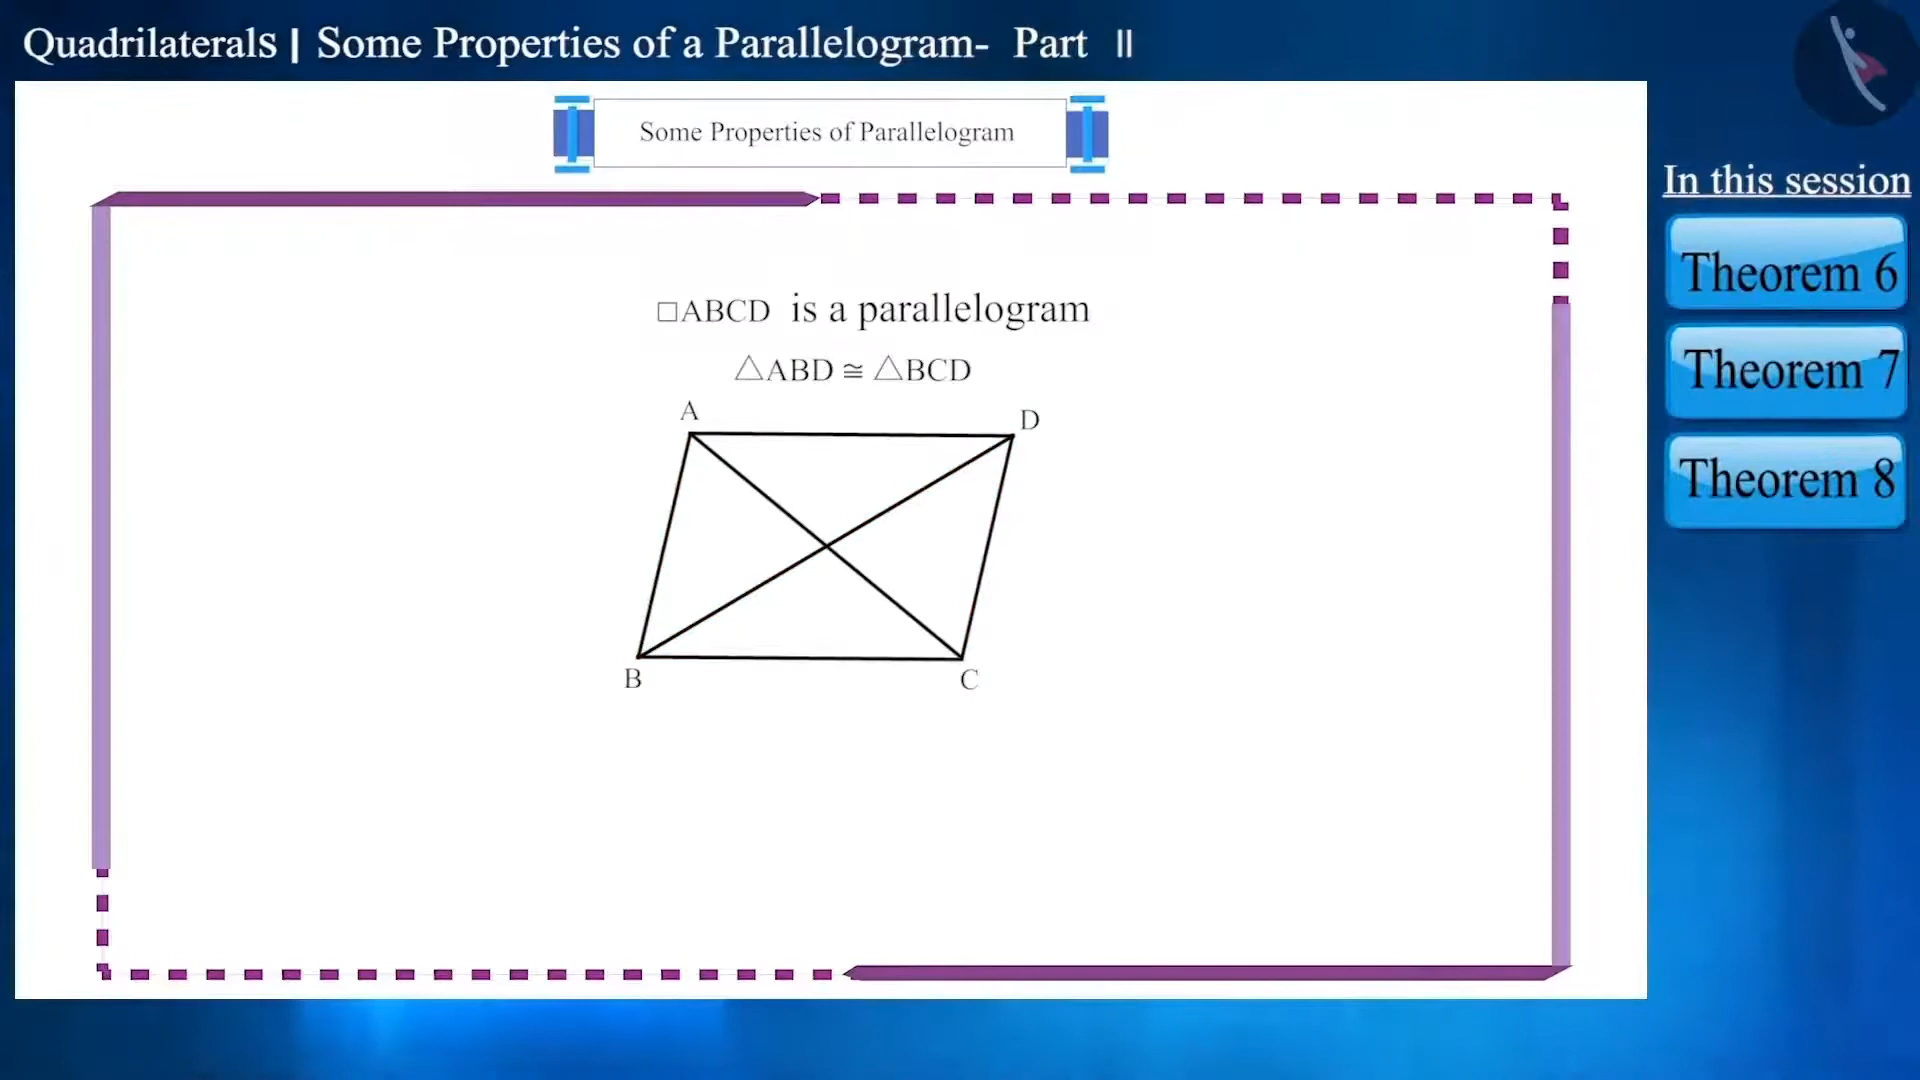 Quadrilaterals | Some Properties of a Parallelogram- Part II
Some Properties of Parallelogram
In this session
Theorem 6
Theorem 7
Theorem 8
□ABCD is a parallelogram
△ABD ≅ △BCD
A
D
B
C